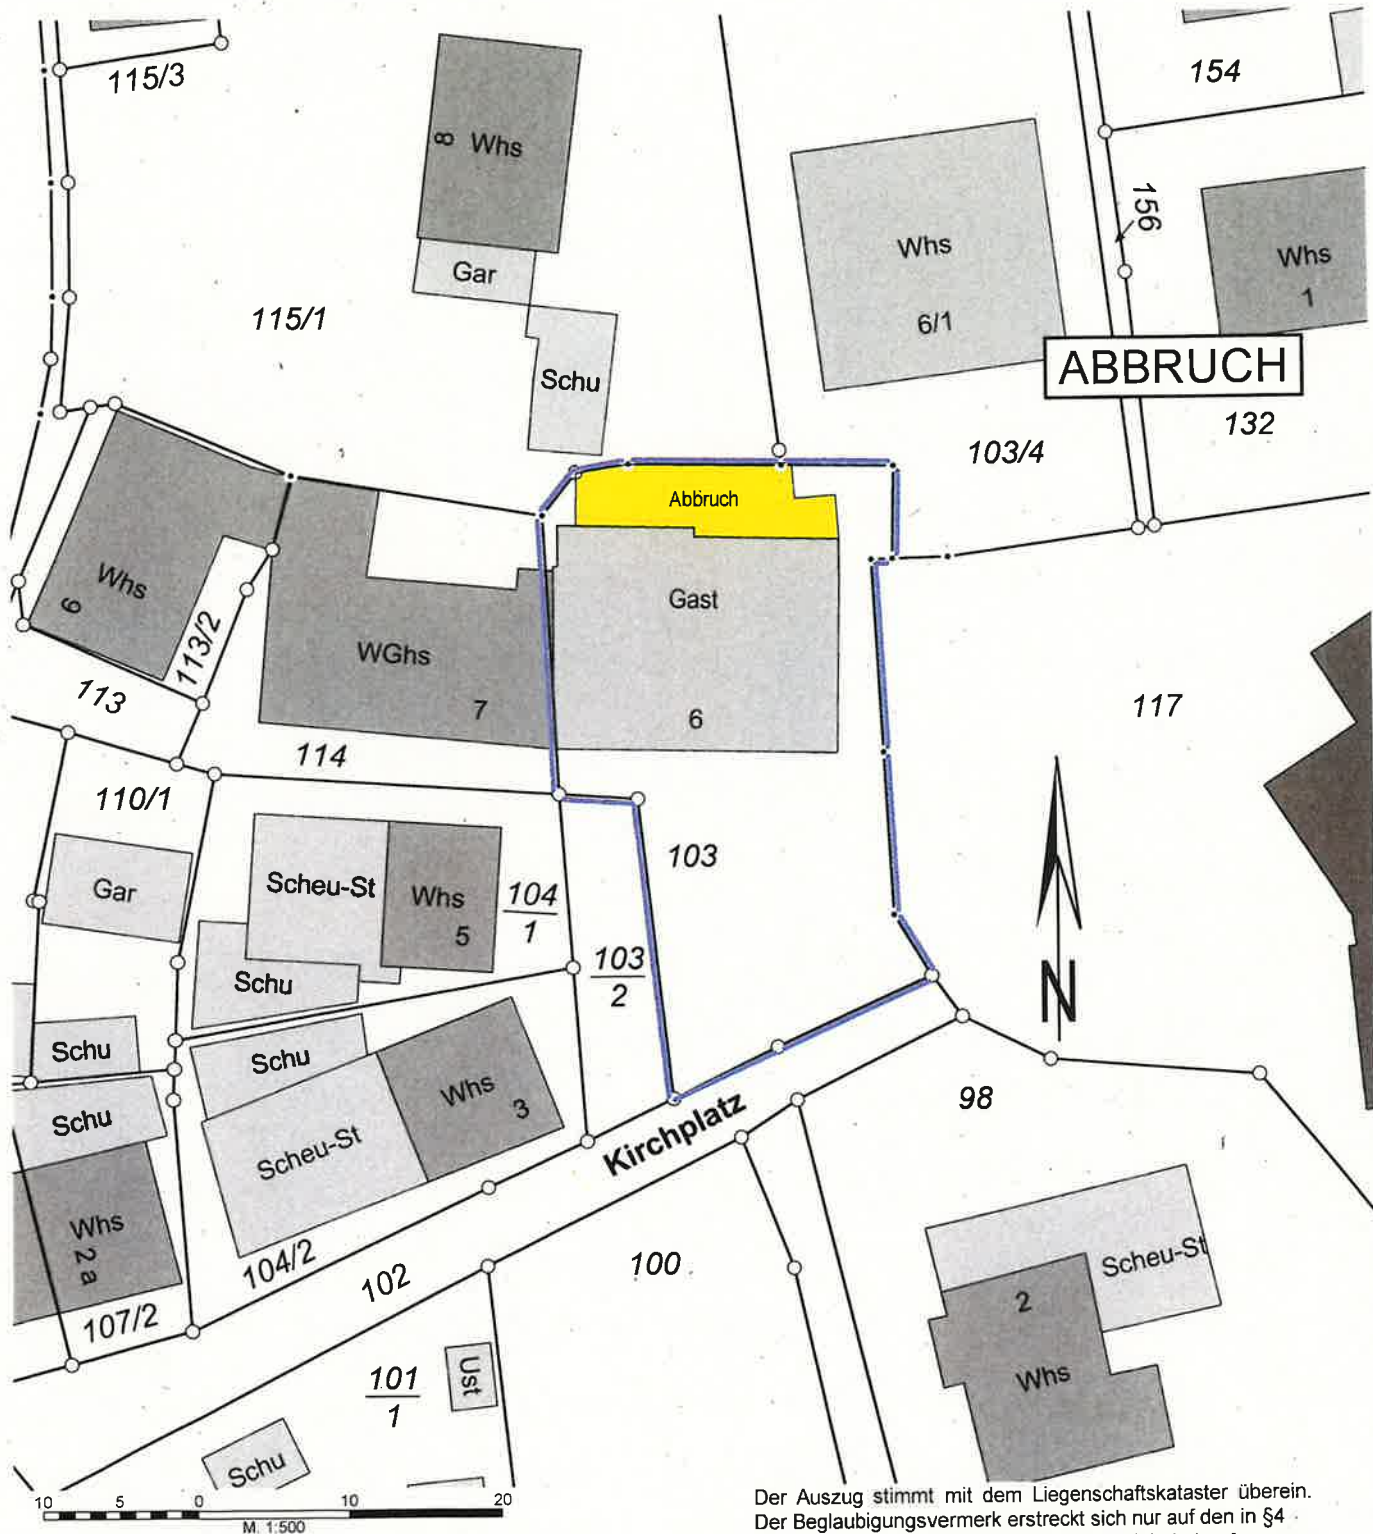 115/3
154
8 Whs
156
Whs
6/1
Whs
1
Gar
115/1
Schu
ABBRUCH
132
103/4
Abbruch
Whs
9
Gast
113/2
WGhs
7
6
113
117
114
110/1
103
Gar
Scheu-St
Whs
5
104
1
103
2
Schu
N
Schu
Schu
Whs
3
98
Schu
Kirchplatz
Scheu-St
Whs
2 a
104/2
102
100
Scheu-St
2
107/2
Whs
101
1
Ust
Schu
10 5 0 10 20
M. 1:500
Der Auszug stimmt mit dem Liegenschaftskataster überein.
Der Beglaubigungsvermerk erstreckt sich nur auf den in §4